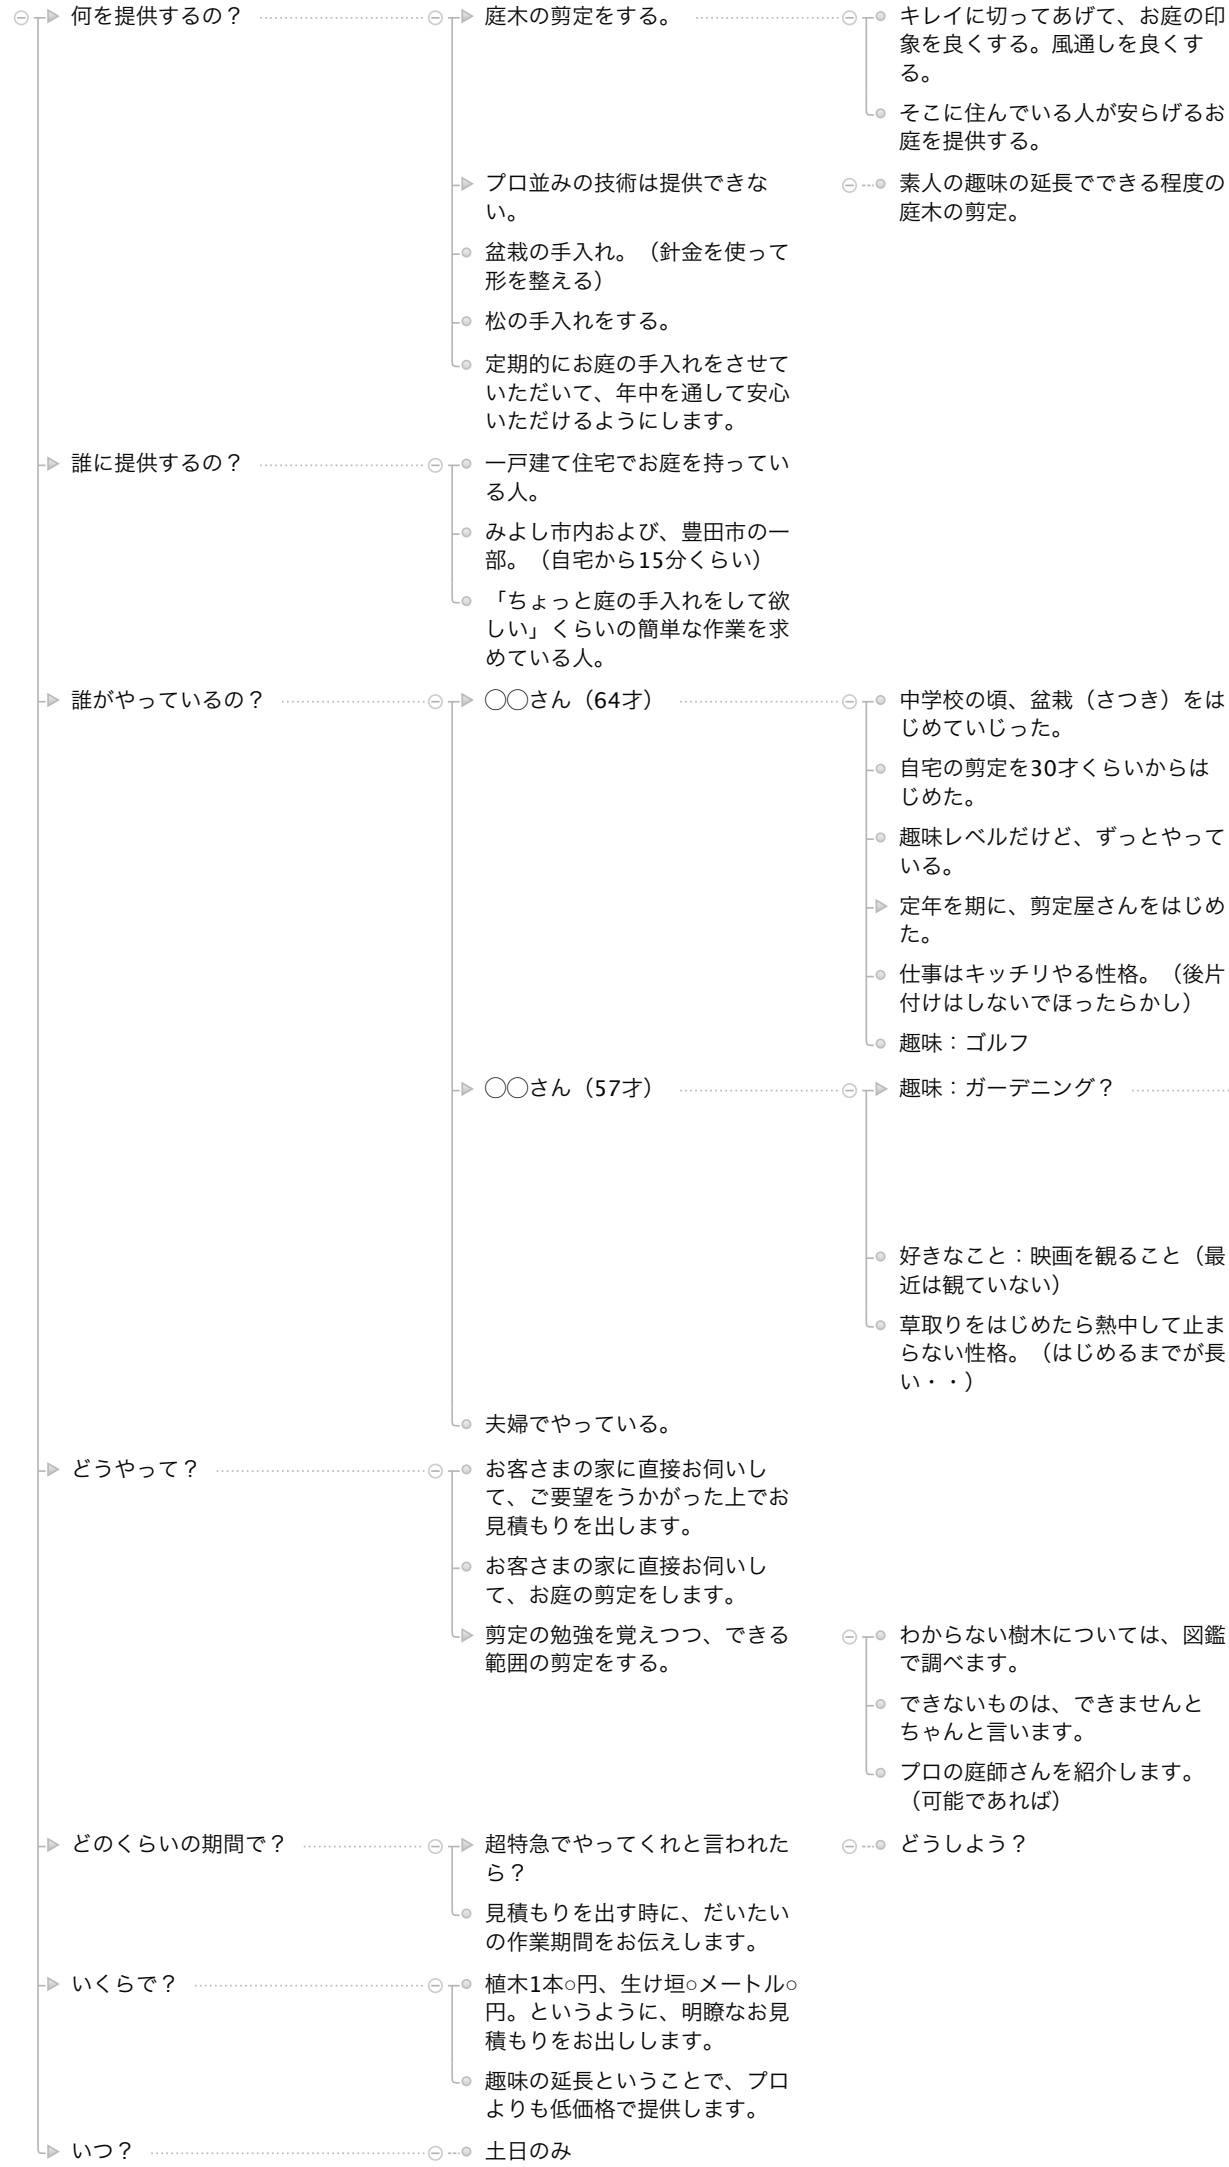 何を提供するの？
庭木の剪定をする。
キレイに切ってあげて、お庭の印
象を良くする。風通しを良くす
る。
そこに住んでいる人が安らげるお
庭を提供する。
プロ並みの技術は提供できな
い。
素人の趣味の延長でできる程度の
庭木の剪定。
盆栽の手入れ。（針金を使って
形を整える）
松の手入れをする。
定期的にお庭の手入れをさせて
いただいて、年中を通して安心
いただけるようにします。
誰に提供するの？
一戸建て住宅でお庭を持ってい
る人。
みよし市内および、豊田市の一
部。（自宅から15分くらい）
「ちょっと庭の手入れをして欲
しい」くらいの簡単な作業を求
めている人。
誰がやっているの？
◯◯さん（64才）
中学校の頃、盆栽（さつき）をは
じめていじった。
自宅の剪定を30才くらいからは
じめた。
趣味レベルだけど、ずっとやって
いる。
定年を期に、剪定屋さんをはじめ
た。
仕事はキッチリやる性格。（後片
付けはしないでほったらかし）
趣味：ゴルフ
◯◯さん（57才）
趣味：ガーデニング？
好きなこと：映画を観ること（最
近は観ていない）
草取りをはじめたら熱中して止ま
らない性格。（はじめるまでが長
い・・）
夫婦でやっている。
どうやって？
お客さまの家に直接お伺いし
て、ご要望をうかがった上でお
見積もりを出します。
お客さまの家に直接お伺いし
て、お庭の剪定をします。
剪定の勉強を覚えつつ、できる
範囲の剪定をする。
わからない樹木については、図鑑
で調べます。
できないものは、できませんと
ちゃんと言います。
プロの庭師さんを紹介します。
（可能であれば）
どのくらいの期間で？
超特急でやってくれと言われた
ら？
どうしよう？
見積もりを出す時に、だいたい
の作業期間をお伝えします。
いくらで？
植木1本○円、生け垣○メートル○
円。というように、明瞭なお見
積もりをお出しします。
趣味の延長ということで、プロ
よりも低価格で提供します。
いつ？
土日のみ